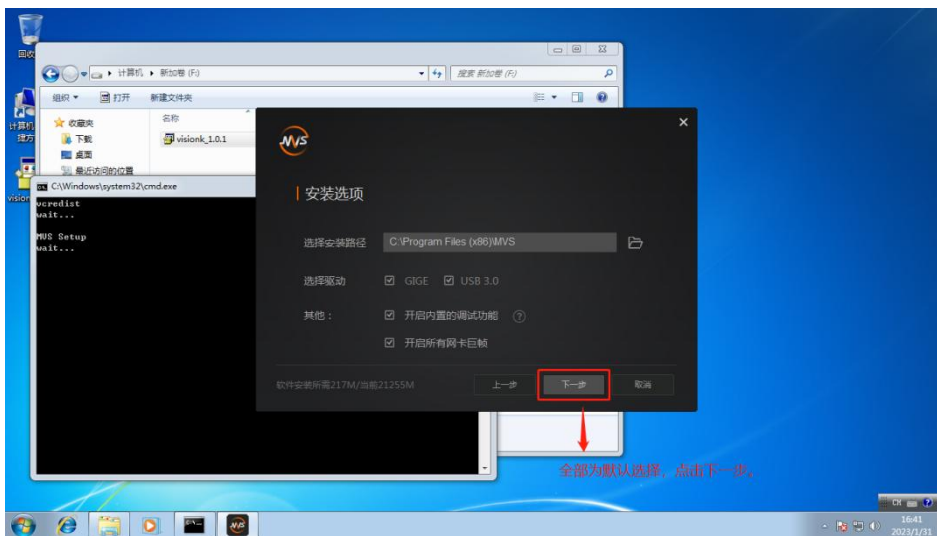 回收
计算机 ▸ 新加卷 (F:)
搜索 新加卷 (F:)
组织
打开
新建文件夹
名称
收藏夹
下载
桌面
最近访问的位置
visionk_1.0.1
计算机
捷方
vision
C:\Windows\system32\cmd.exe
vcredist
wait...
MVS Setup
wait...
MVS
安装选项
选择安装路径
C:\Program Files (x86)\MVS
选择驱动
GIGE
USB 3.0
其他：
开启内置的调试功能
?
开启所有网卡巨帧
软件安装所需217M/当前21255M
上一步
下一步
取消
全部为默认选择，点击下一步。
CH
16:41
2023/1/31